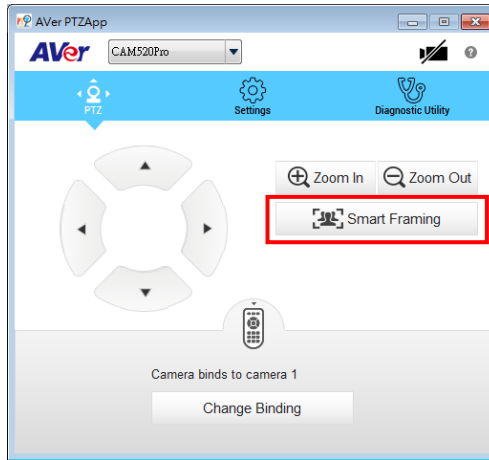 AVer PTZApp
AVer CAM520Pro
PTZ Settings Diagnostic Utility
Zoom In Zoom Out
Smart Framing
Camera binds to camera 1
Change Binding